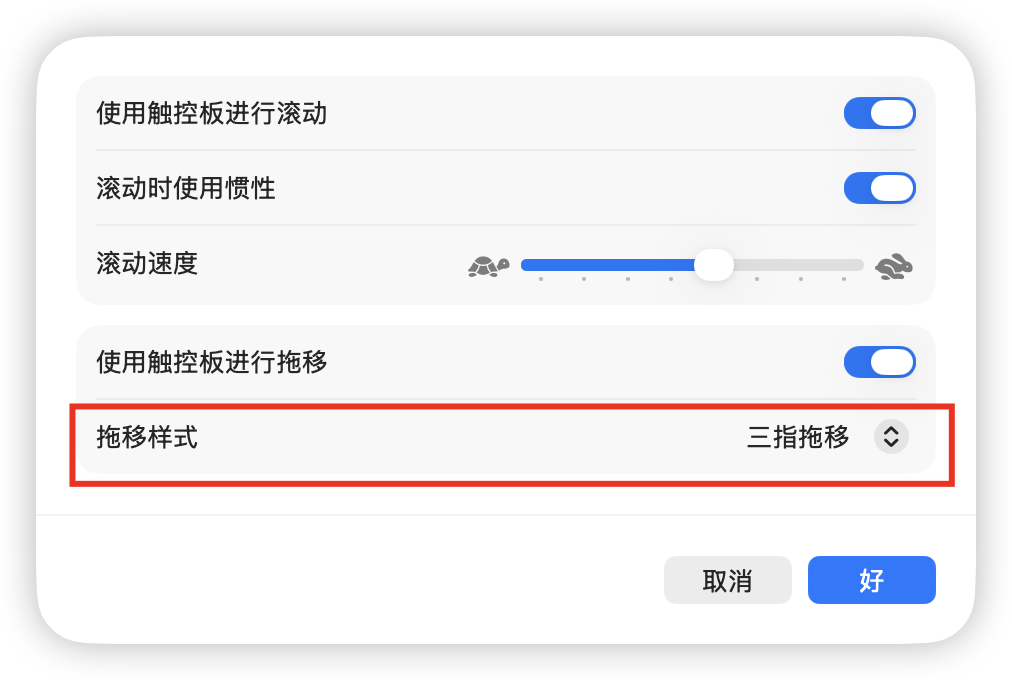 使用触控板进行滚动
滚动时使用惯性
滚动速度
使用触控板进行拖移
拖移样式 三指拖移
取消 好